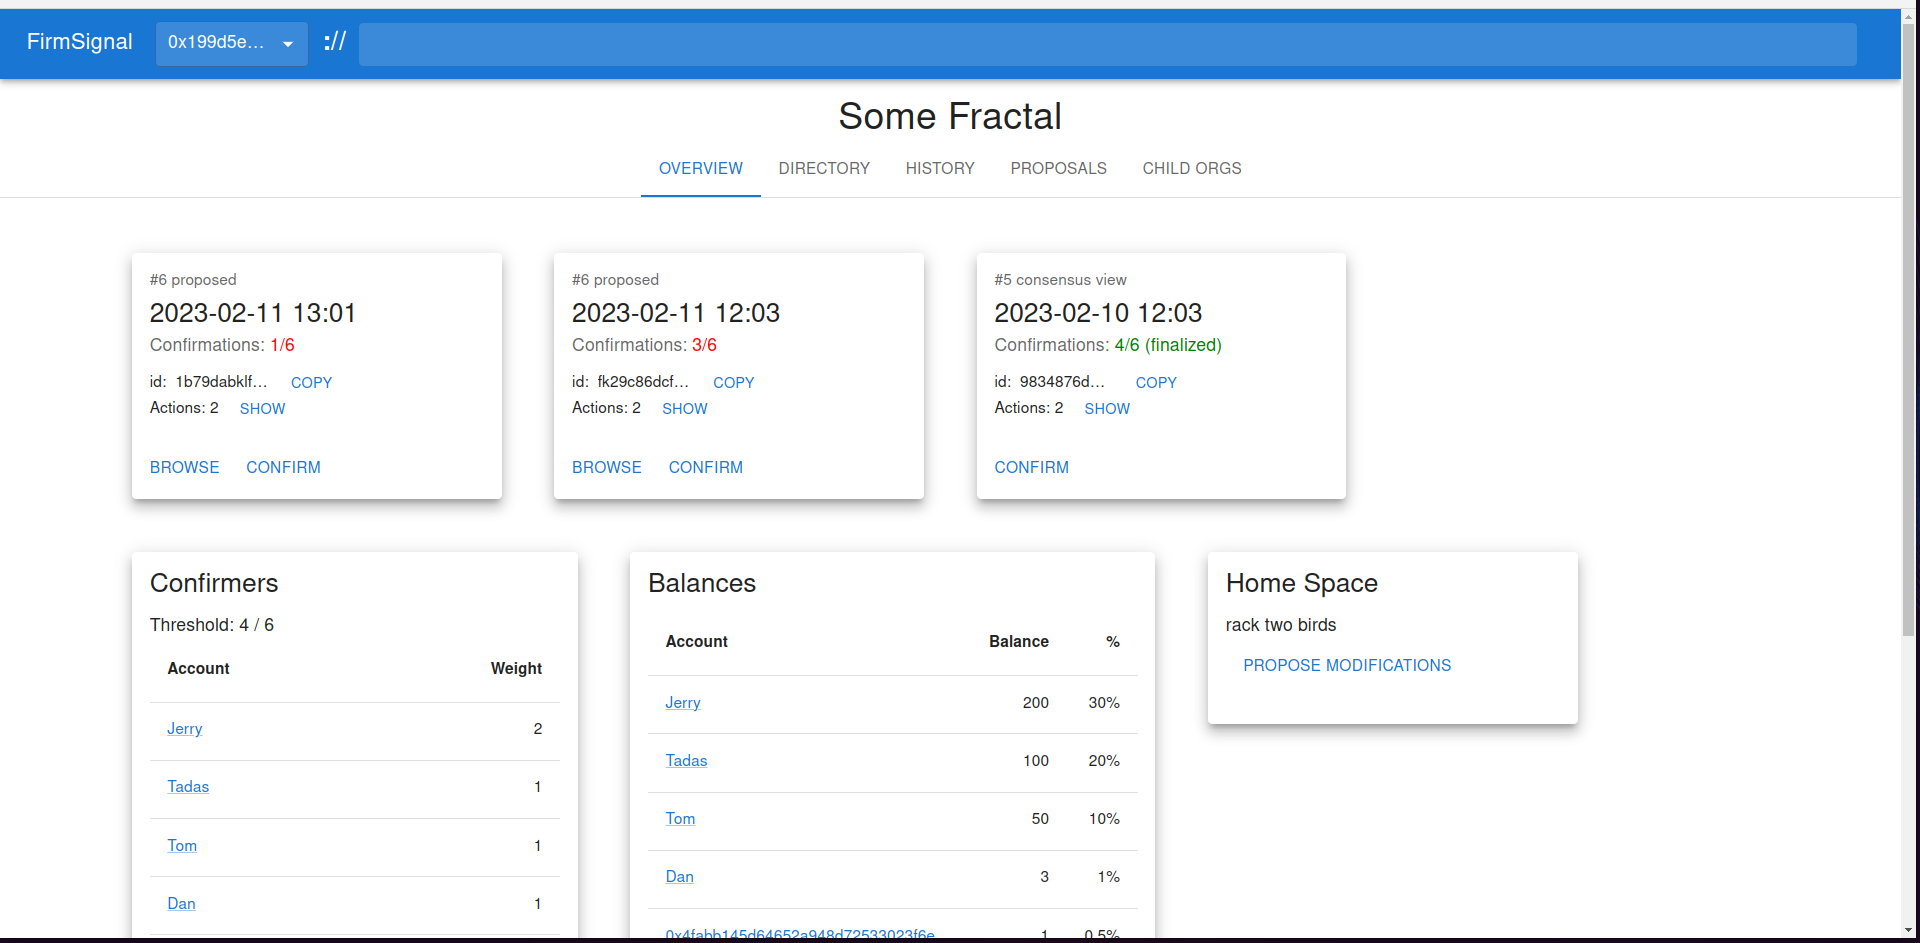 FirmSignal 0x199d5e... ://
Some Fractal
OVERVIEW DIRECTORY HISTORY PROPOSALS CHILD ORGS
#6 proposed
2023-02-11 13:01
Confirmations: 1/6
id: 1b79dabklf... COPY
Actions: 2 SHOW
BROWSE CONFIRM
#6 proposed
2023-02-11 12:03
Confirmations: 3/6
id: fk29c86dcf... COPY
Actions: 2 SHOW
BROWSE CONFIRM
#5 consensus view
2023-02-10 12:03
Confirmations: 4/6 (finalized)
id: 9834876d... COPY
Actions: 2 SHOW
CONFIRM
Confirmers
Threshold: 4 / 6
Account Weight
Jerry 2
Tadas 1
Tom 1
Dan 1
Balances
Account Balance %
Jerry 200 30%
Tadas 100 20%
Tom 50 10%
Dan 3 1%
0x4fabb145d64652a948d72533023f6e 1 0.5%
Home Space
rack two birds
PROPOSE MODIFICATIONS